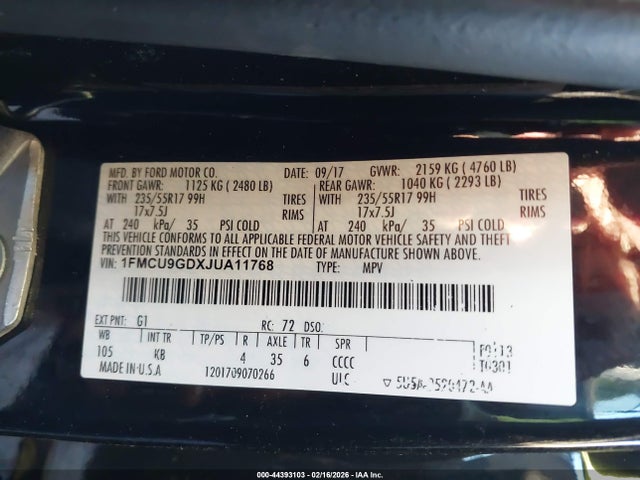 MFD. BY FORD MOTOR CO. DATE: 09/17 GVWR: 2159 KG ( 4760 LB)
FRONT GAWR: 1125 KG ( 2480 LB) REAR GAWR: 1040 KG ( 2293 LB)
WITH 235/55R17 99H TIRES WITH 235/55R17 99H TIRES
17x7.5J RIMS 17x7.5J RIMS
AT 240 kPa/ 35 PSI COLD AT 240 kPa/ 35 PSI COLD
THIS VEHICLE CONFORMS TO ALL APPLICABLE FEDERAL MOTOR VEHICLE SAFETY AND THEFT
PREVENTION STANDARDS IN EFFECT ON THE DATE OF MANUFACTURE SHOWN ABOVE.
VIN: 1FMCU9GDXJUA11768 TYPE: MPV
EXT PNT: G1 RC: 72 DSO:
WB INT TR TP/PS R AXLE TR SPR
105 KB 4 35 6 CCCC
MADE IN U.S.A 1201709070266 UIC
000-44393103 - 02/16/2026 - IAA Inc.